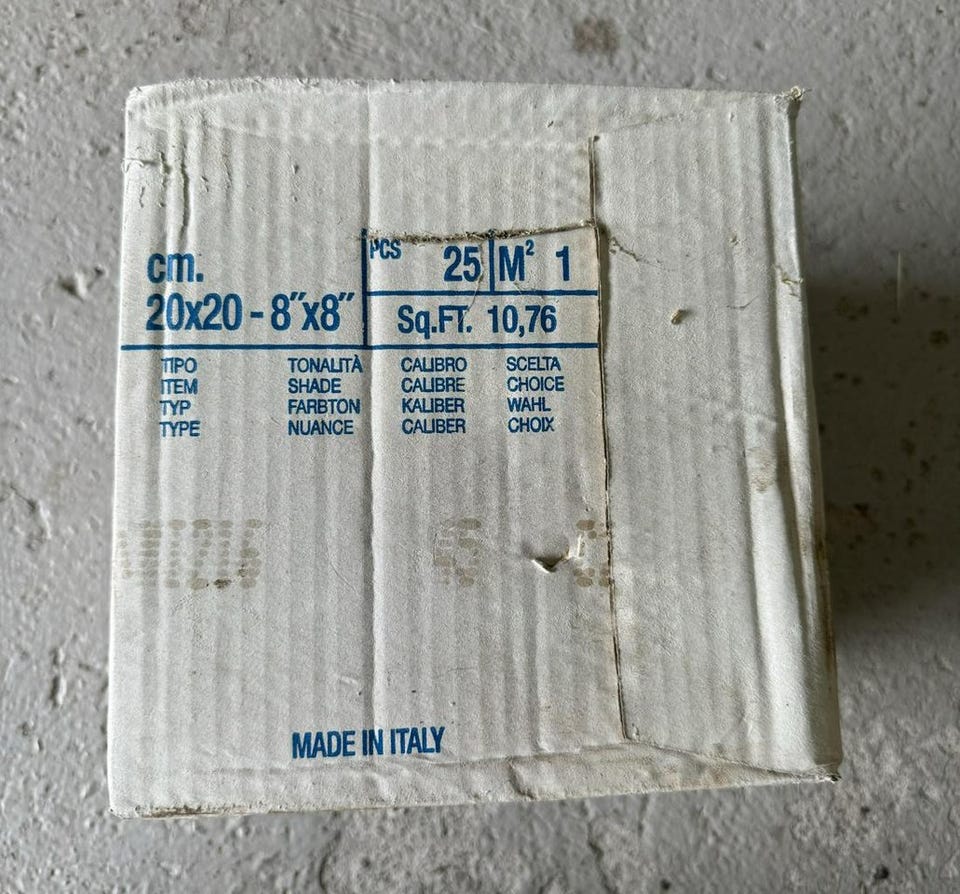 cm.
20x20 - 8"x8"
PCS 25 M² 1
Sq.FT. 10,76
TIPO TONALITÀ CALIBRO SCELTA
ITEM SHADE CALIBRE CHOICE
TYP FARBTON KALIBER WAHL
TYPE NUANCE CALIBER CHOIX
MADE IN ITALY